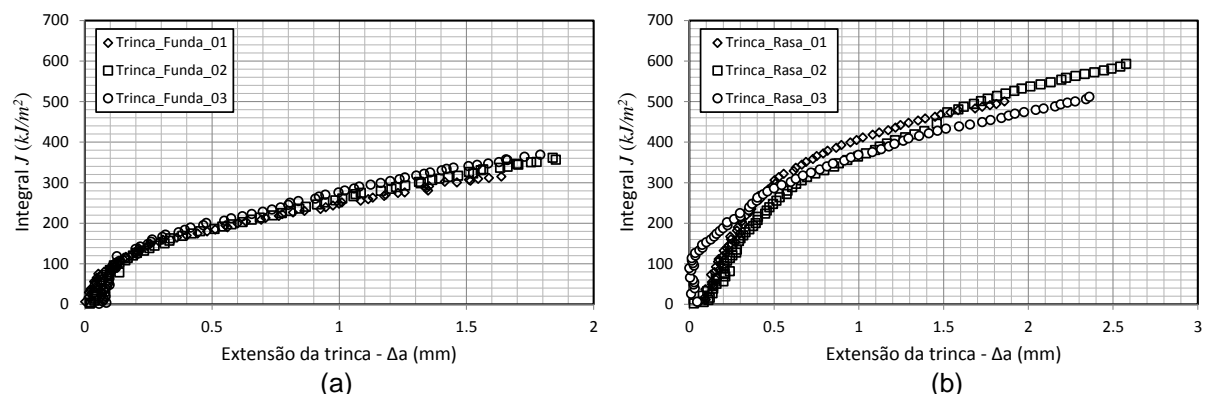 700
600
500
400
300
200
100
0
Integral J (kJ/m²)
Trinca_Funda_01
Trinca_Funda_02
Trinca_Funda_03
0 0.5 1 1.5 2
Extensão da trinca - Δa (mm)
(a)
700
600
500
400
300
200
100
0
Integral J (kJ/m²)
Trinca_Rasa_01
Trinca_Rasa_02
Trinca_Rasa_03
0 0.5 1 1.5 2 2.5 3
Extensão da trinca - Δa (mm)
(b)